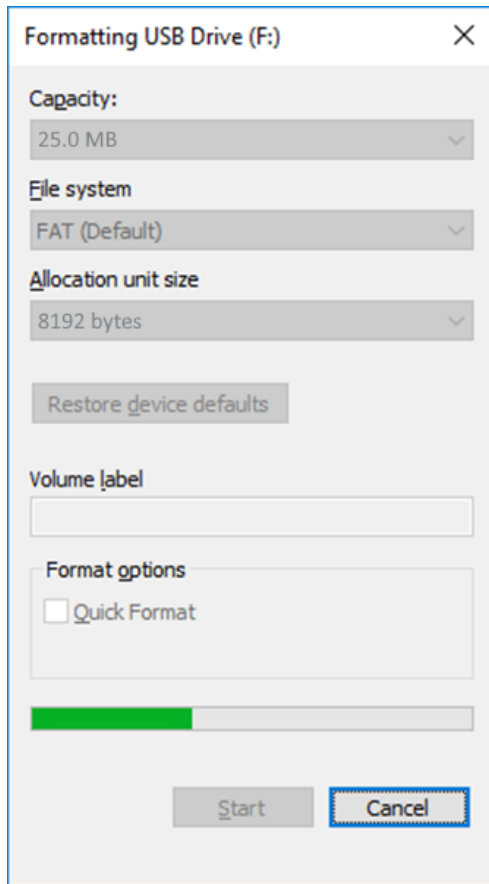 Formatting USB Drive (F:)
Capacity:
25.0 MB
File system
FAT (Default)
Allocation unit size
8192 bytes
Restore device defaults
Volume label
Format options
Quick Format
Start Cancel